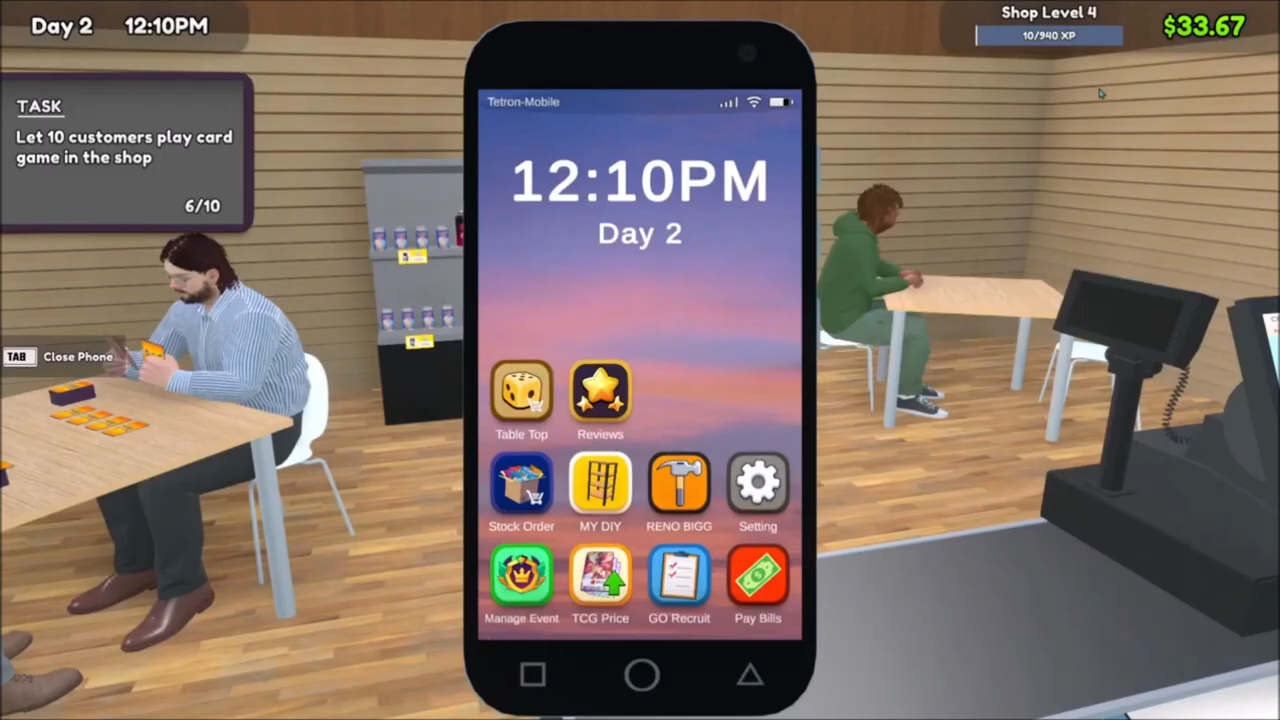 Day 2 12:10PM
Shop Level 4
10/940 XP
$33.67
TASK
Let 10 customers play card
game in the shop
6/10
TAB Close Phone
Tetron-Mobile
12:10PM
Day 2
Table Top Reviews
Stock Order MY DIY RENO BIGG Setting
Manage Event TCG Price GO Recruit Pay Bills